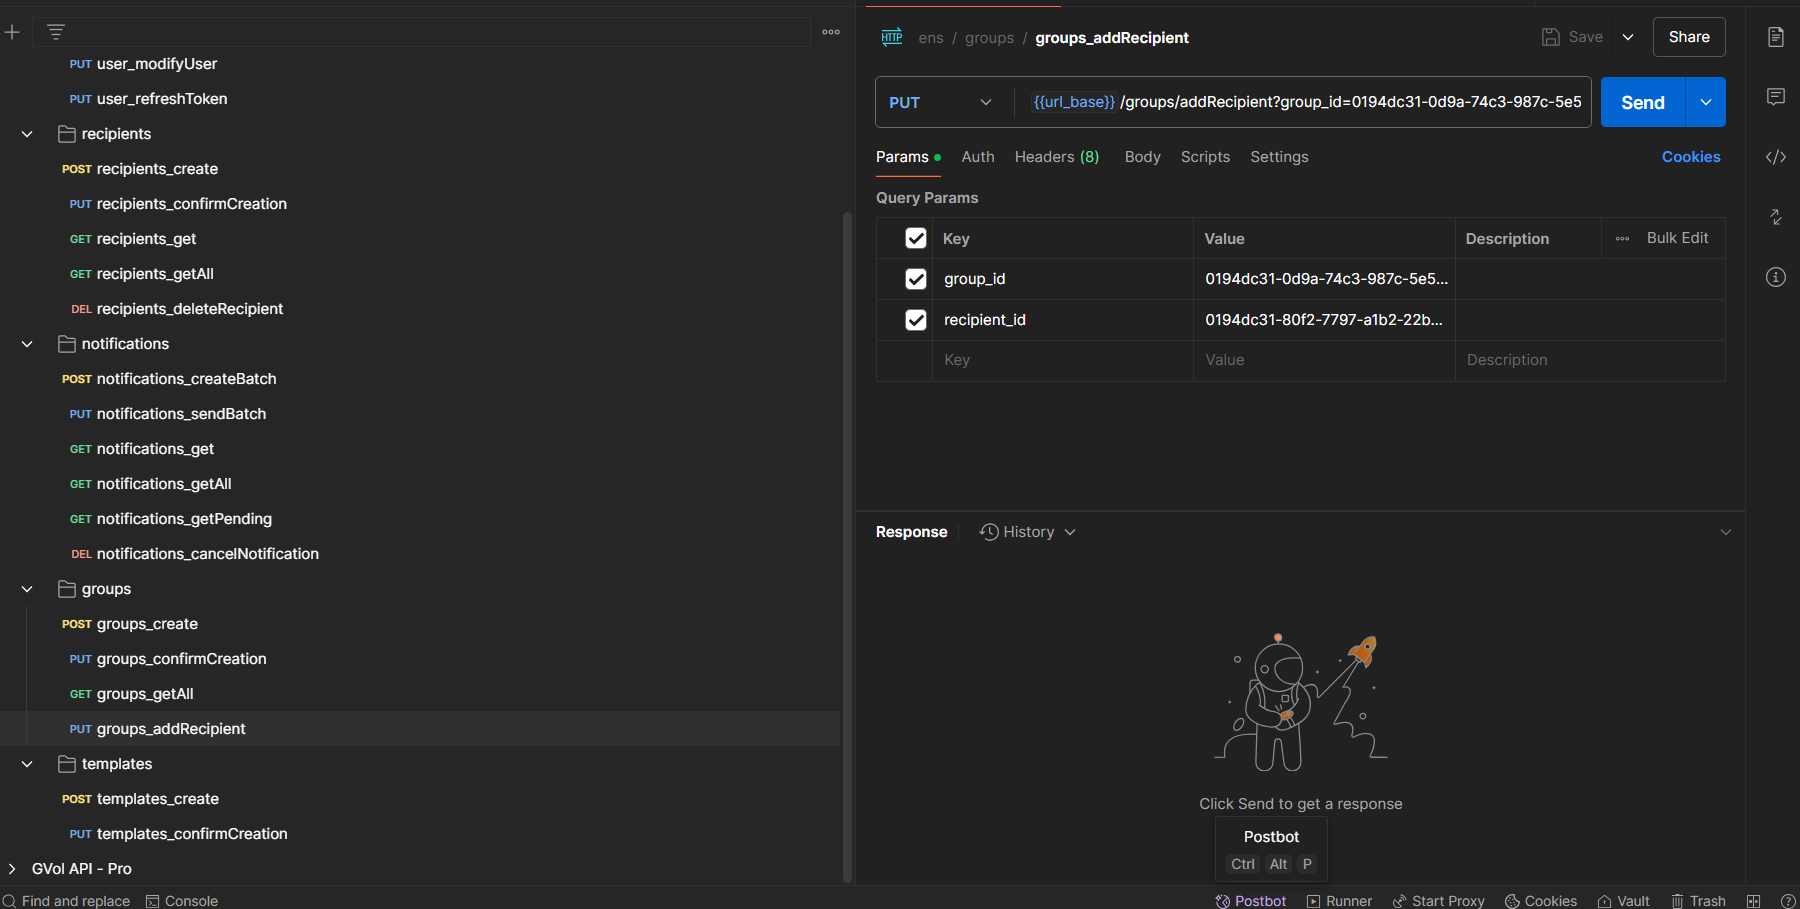 PUT user_modifyUser
PUT user_refreshToken
recipients
POST recipients_create
PUT recipients_confirmCreation
GET recipients_get
GET recipients_getAll
DEL recipients_deleteRecipient
notifications
POST notifications_createBatch
PUT notifications_sendBatch
GET notifications_get
GET notifications_getAll
GET notifications_getPending
DEL notifications_cancelNotification
groups
POST groups_create
PUT groups_confirmCreation
GET groups_getAll
PUT groups_addRecipient
templates
POST templates_create
PUT templates_confirmCreation
GVol API - Pro
HTTP ens / groups / groups_addRecipient
Save Share
PUT {{url_base}} /groups/addRecipient?group_id=0194dc31-0d9a-74c3-987c-5e5 Send
Params Auth Headers (8) Body Scripts Settings Cookies
Query Params
Key Value Description Bulk Edit
group_id 0194dc31-0d9a-74c3-987c-5e5...
recipient_id 0194dc31-80f2-7797-a1b2-22b...
Key Value Description
Response History
Click Send to get a response
Postbot
Ctrl Alt P
Find and replace Console Postbot Runner Start Proxy Cookies Vault Trash